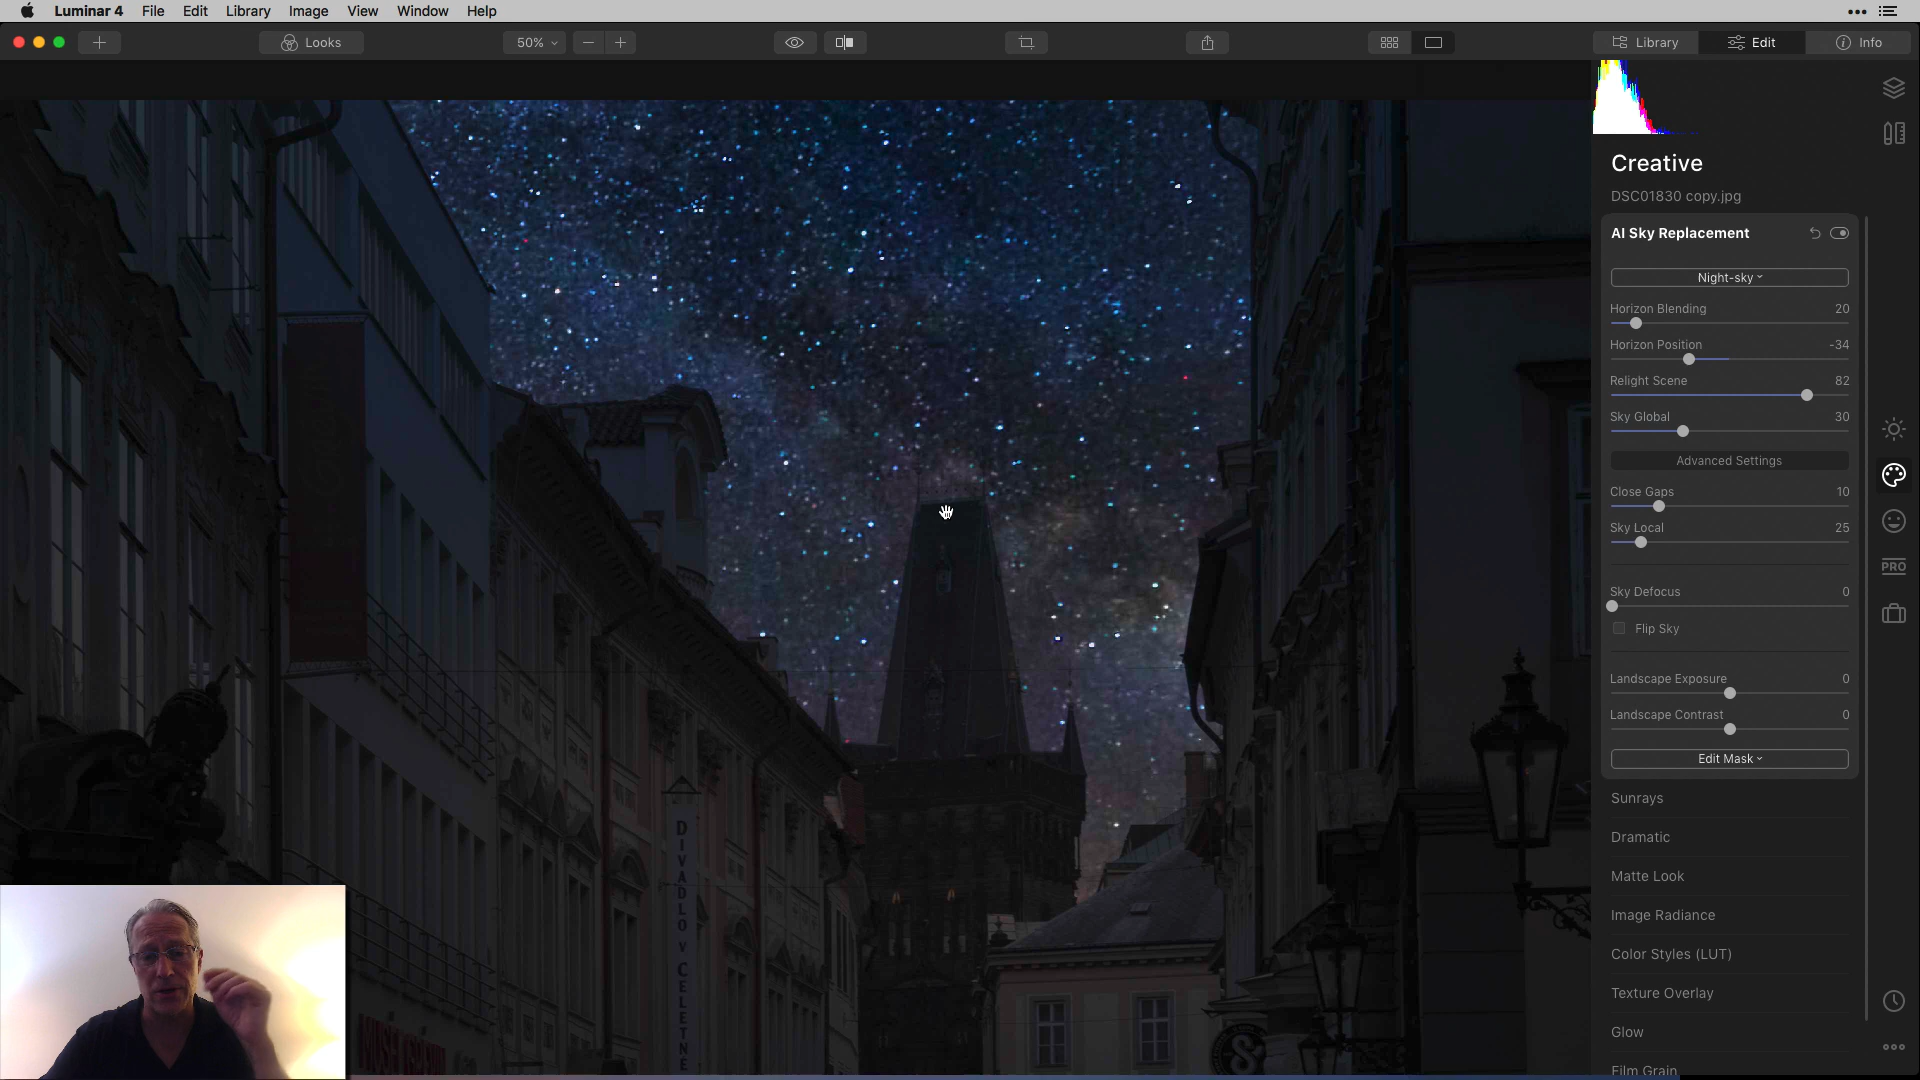 Luminar 4 File Edit Library Image View Window Help
Looks 50% Library Edit Info
Creative
DSC01830 copy.jpg
AI Sky Replacement
Night-sky
Horizon Blending 20
Horizon Position -34
Relight Scene 82
Sky Global 30
Advanced Settings
Close Gaps 10
Sky Local 25
Sky Defocus 0
Flip Sky
Landscape Exposure 0
Landscape Contrast 0
Edit Mask
Sunrays
Dramatic
Matte Look
Image Radiance
Color Styles (LUT)
Texture Overlay
Glow
Film Grain
PRO
DIVADLO V CELETNÉ